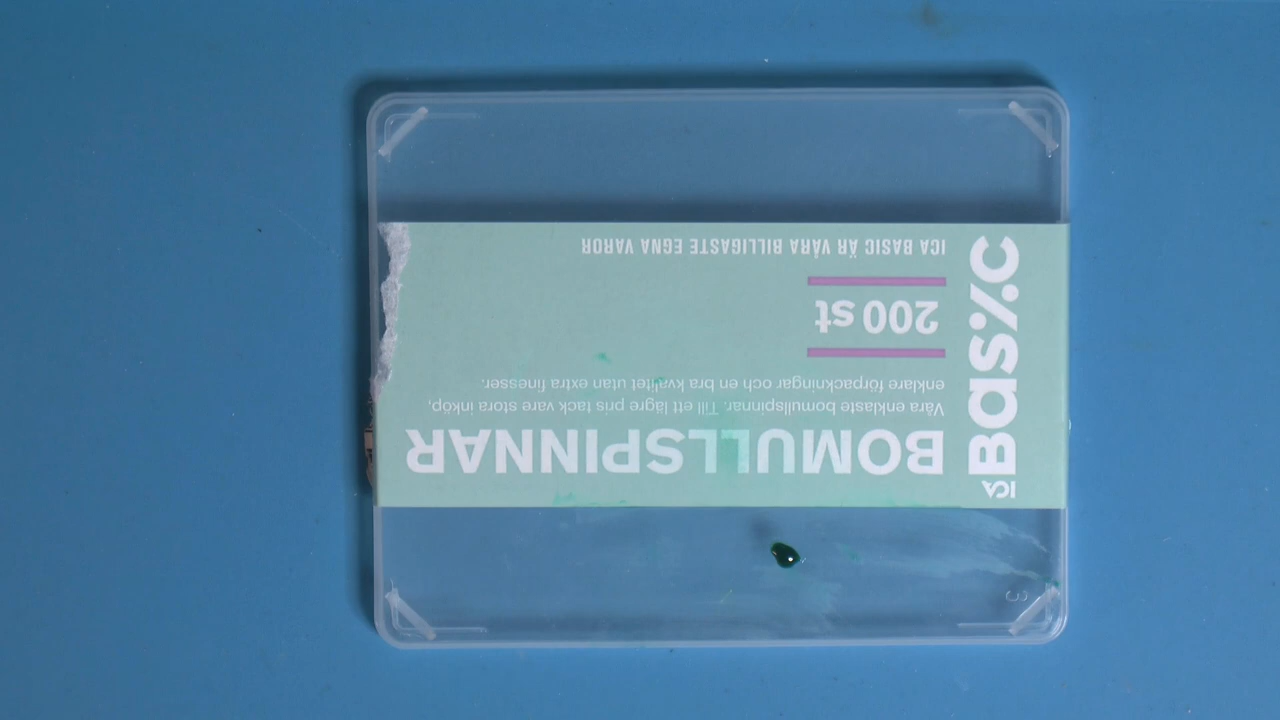 ICA Bas%c
BOMULLSPINNAR
Våra enklaste bomullspinnar. Till ett lägre pris tack vare stora inköp,
enklare förpackningar och en bra kvalitet utan extra finesser.
200 st
ICA BASIC ÄR VÅRA BILLIGASTE EGNA VAROR
3